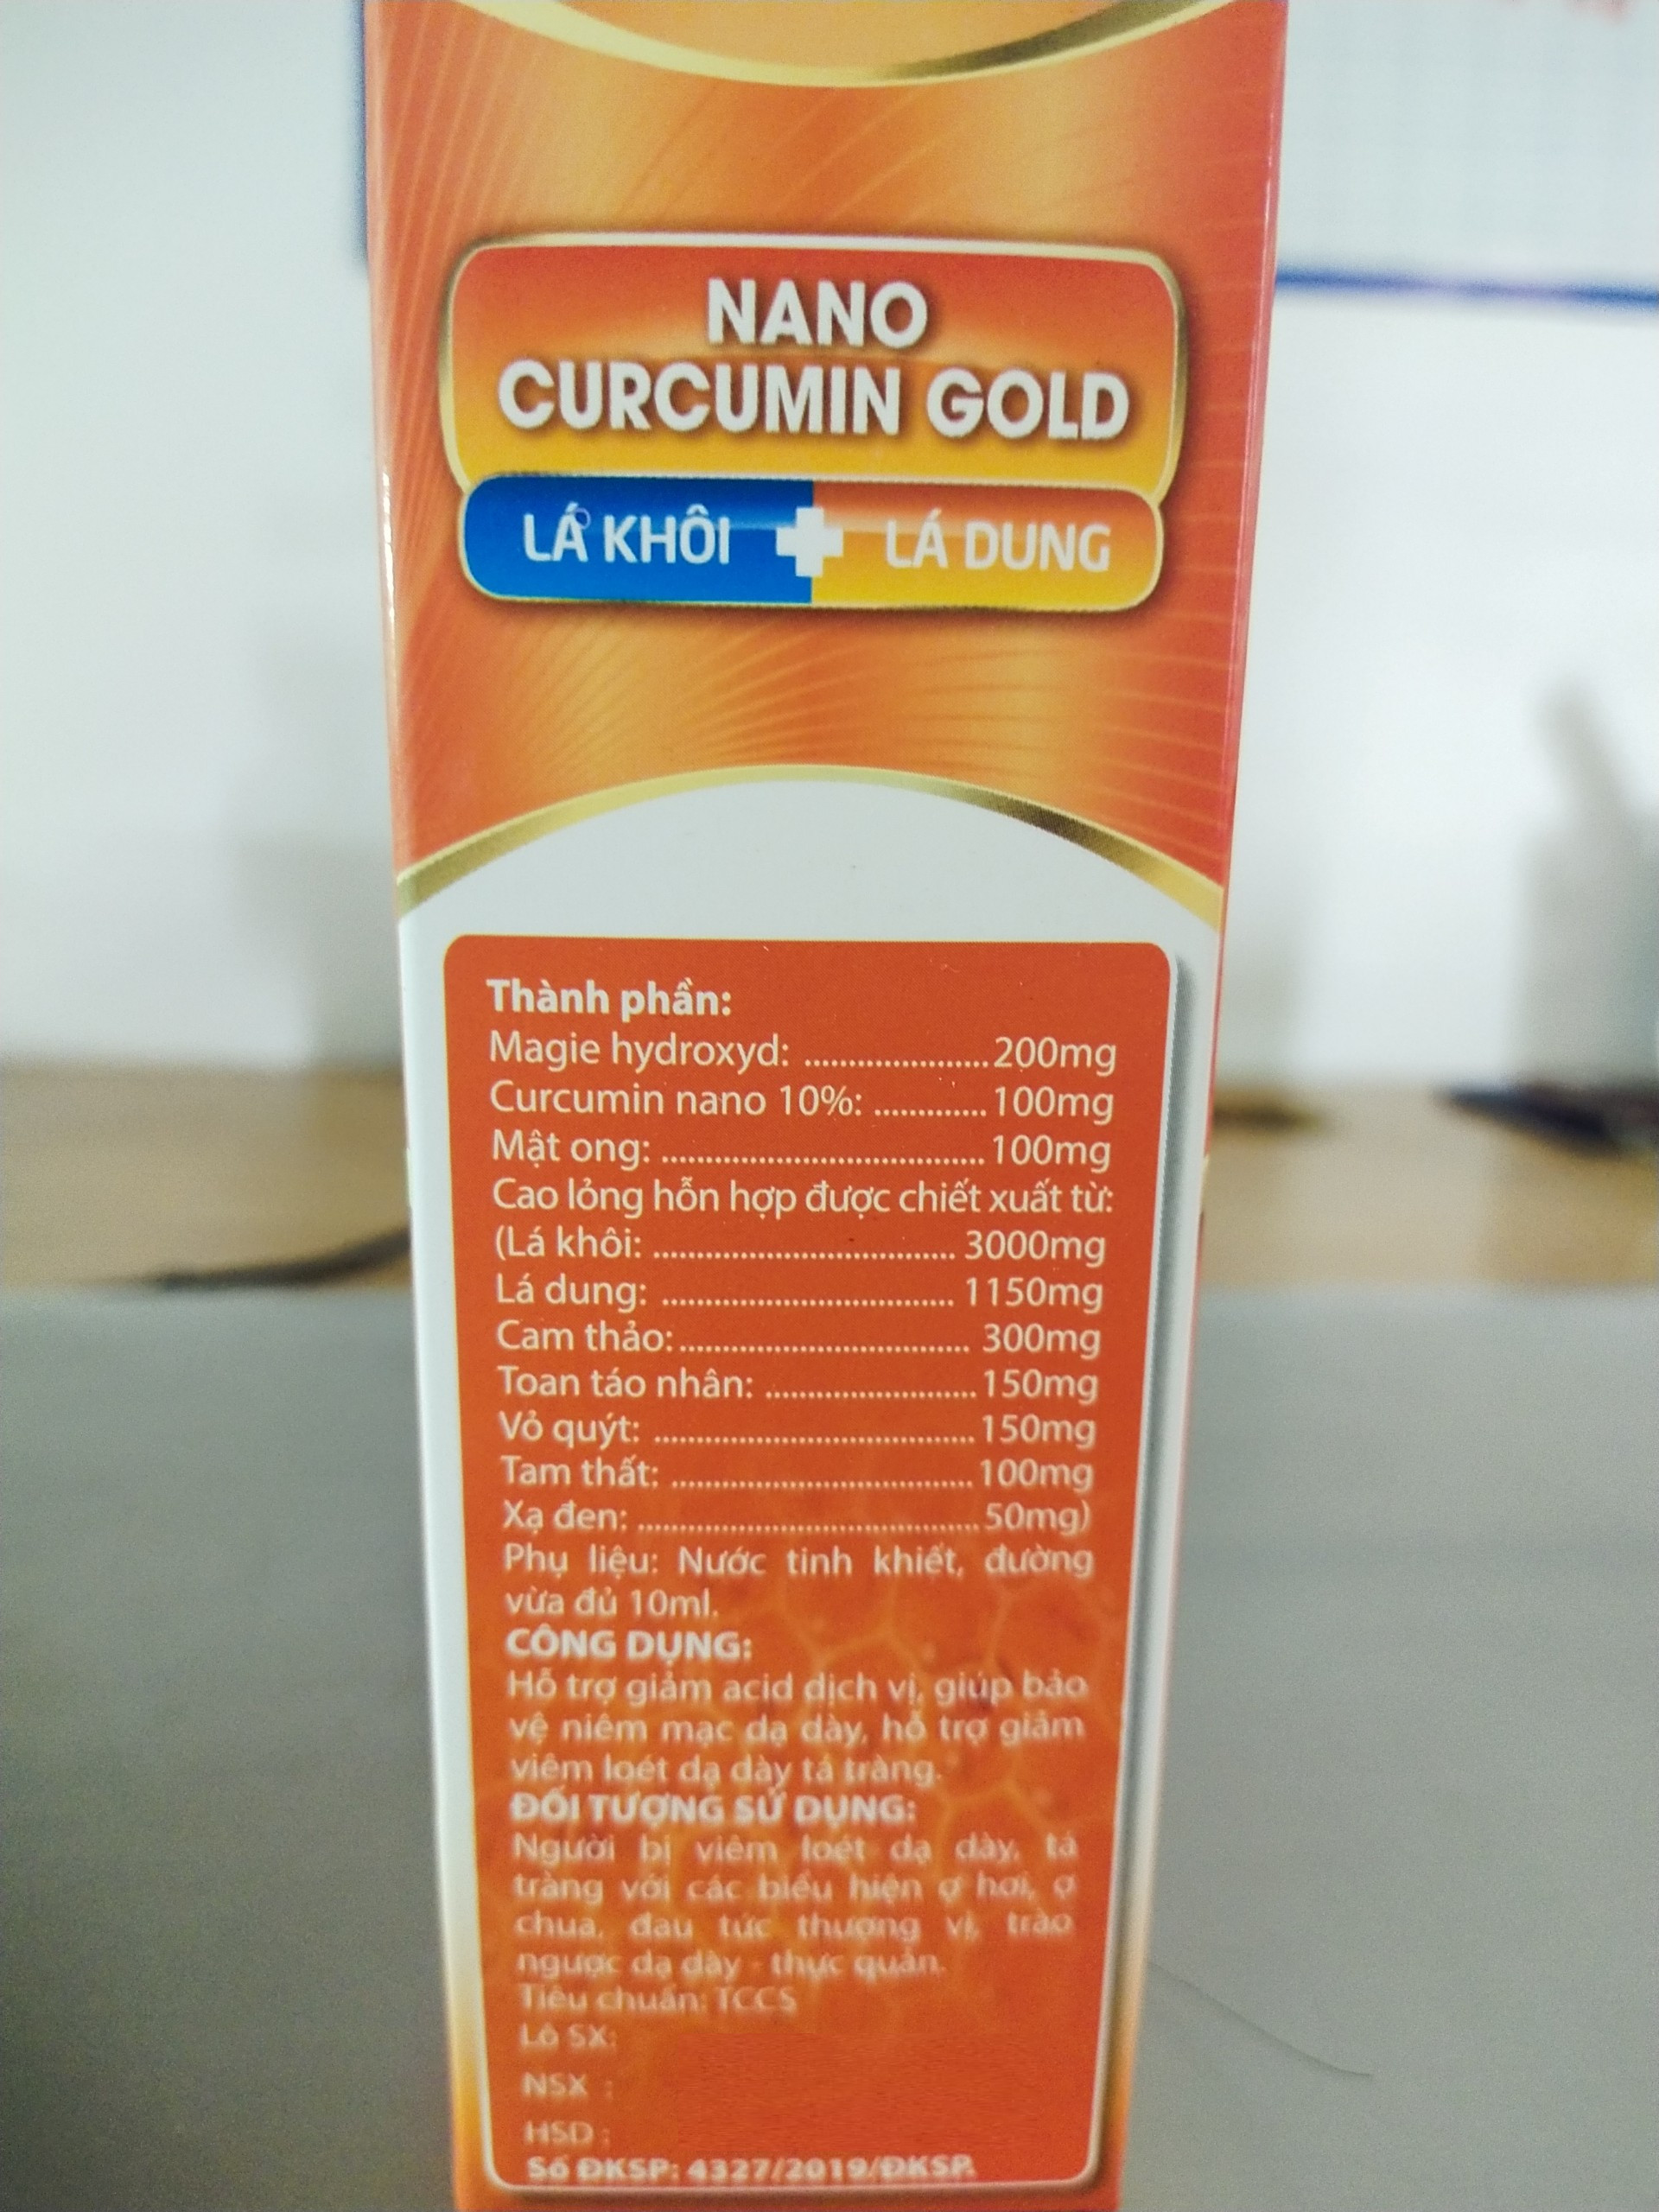 NANO
CURCUMIN GOLD
LÁ KHÔI + LÁ DUNG
Thành phần:
Magie hydroxyd: .....................200mg
Curcumin nano 10%: .............100mg
Mật ong: .....................................100mg
Cao lỏng hỗn hợp được chiết xuất từ:
(Lá khôi: ................................... 3000mg
Lá dung: .................................. 1150mg
Cam thảo:.................................. 300mg
Toan táo nhân: ........................150mg
Vỏ quýt: .....................................150mg
Tam thất: ...................................100mg
Xạ đen: ........................................50mg)
Phụ liệu: Nước tinh khiết, đường
vừa đủ 10ml.
CÔNG DỤNG:
Hỗ trợ giảm acid dịch vị, giúp bảo
vệ niêm mạc dạ dày, hỗ trợ giảm
viêm loét dạ dày tá tràng.
ĐỐI TƯỢNG SỬ DỤNG:
Người bị viêm loét dạ dày, tá
tràng với các biểu hiện ợ hơi, ợ
chua, đau tức thượng vị, trào
ngược dạ dày - thực quản.
Tiêu chuẩn: TCCS
Lô SX:
NSX :
HSD :
Số ĐKSP: 4327/2019/ĐKSP